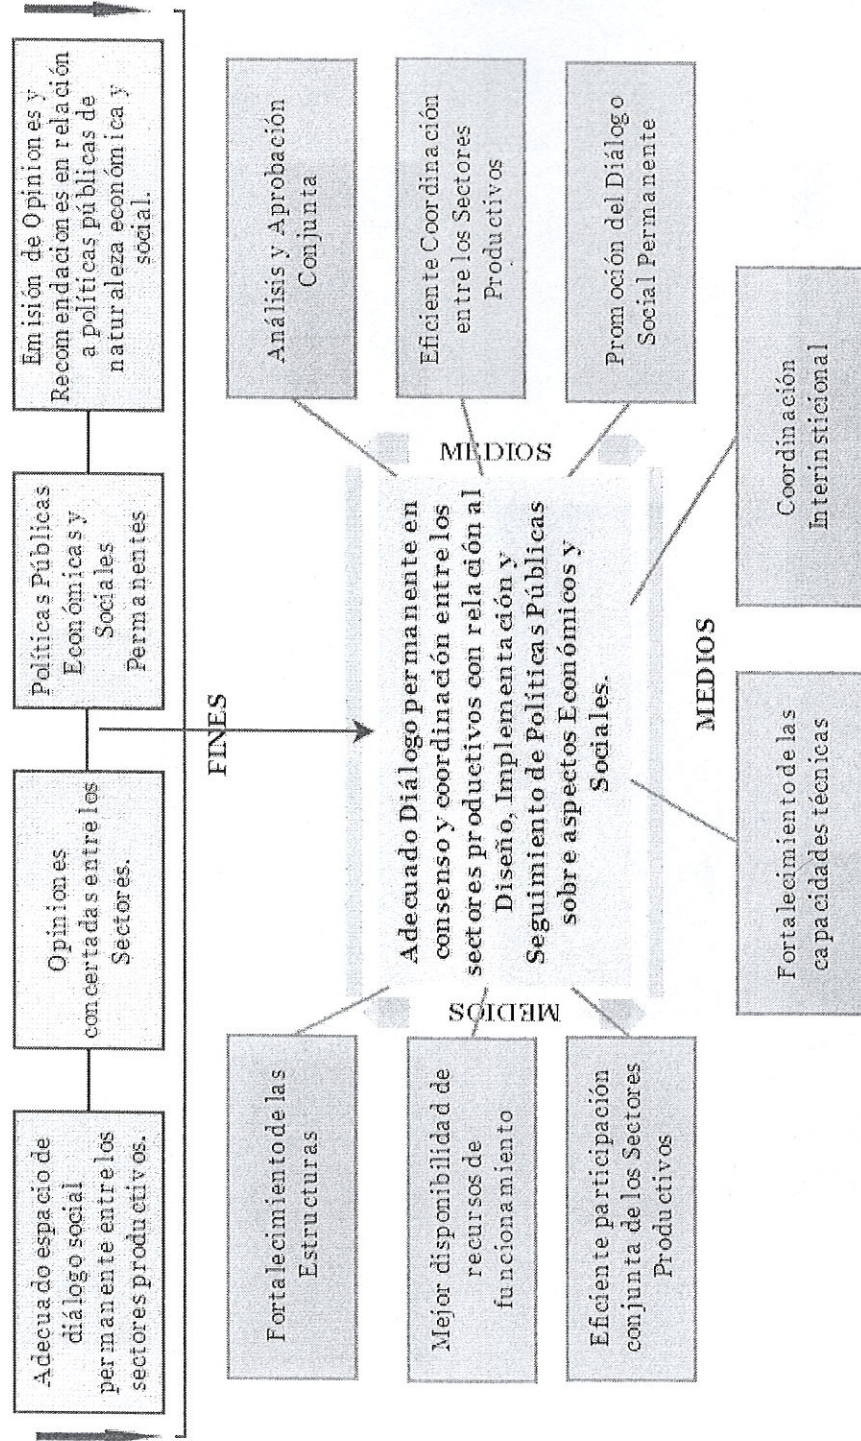 Adecuado espacio de
diálogo social
permanente entre los
sectores productivos.
Opiniones
concertadas entre los
Sectores.
Políticas Públicas
Económicas y
Sociales
Permanentes
Emisión de Opiniones y
Recomendaciones en relación
a políticas públicas de
naturaleza económica y
social.
FINES
Fortalecimiento de las
Estructuras
Mejor disponibilidad de
recursos de
funcionamiento
Eficiente participación
conjunta de los Sectores
Productivos
MEDIOS
Adecuado Diálogo permanente en
consenso y coordinación entre los
sectores productivos con relación al
Diseño, Implementación y
Seguimiento de Políticas Públicas
sobre aspectos Económicos y
Sociales.
MEDIOS
Análisis y Aprobación
Conjunta
Eficiente Coordinación
entre los Sectores
Productivos
Promoción del Diálogo
Social Permanente
MEDIOS
Fortalecimiento de las
capacidades técnicas
Coordinación
Interinsticional